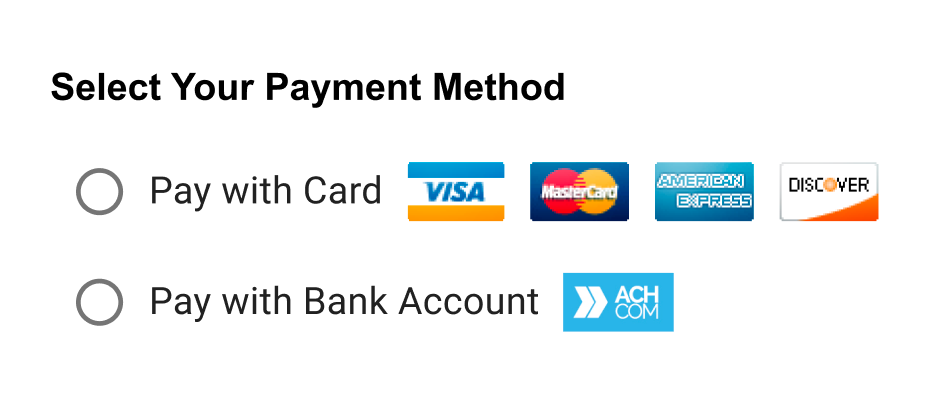 Select Your Payment Method
Pay with Card VISA MasterCard AMERICAN EXPRESS DISCOVER
Pay with Bank Account ACH COM